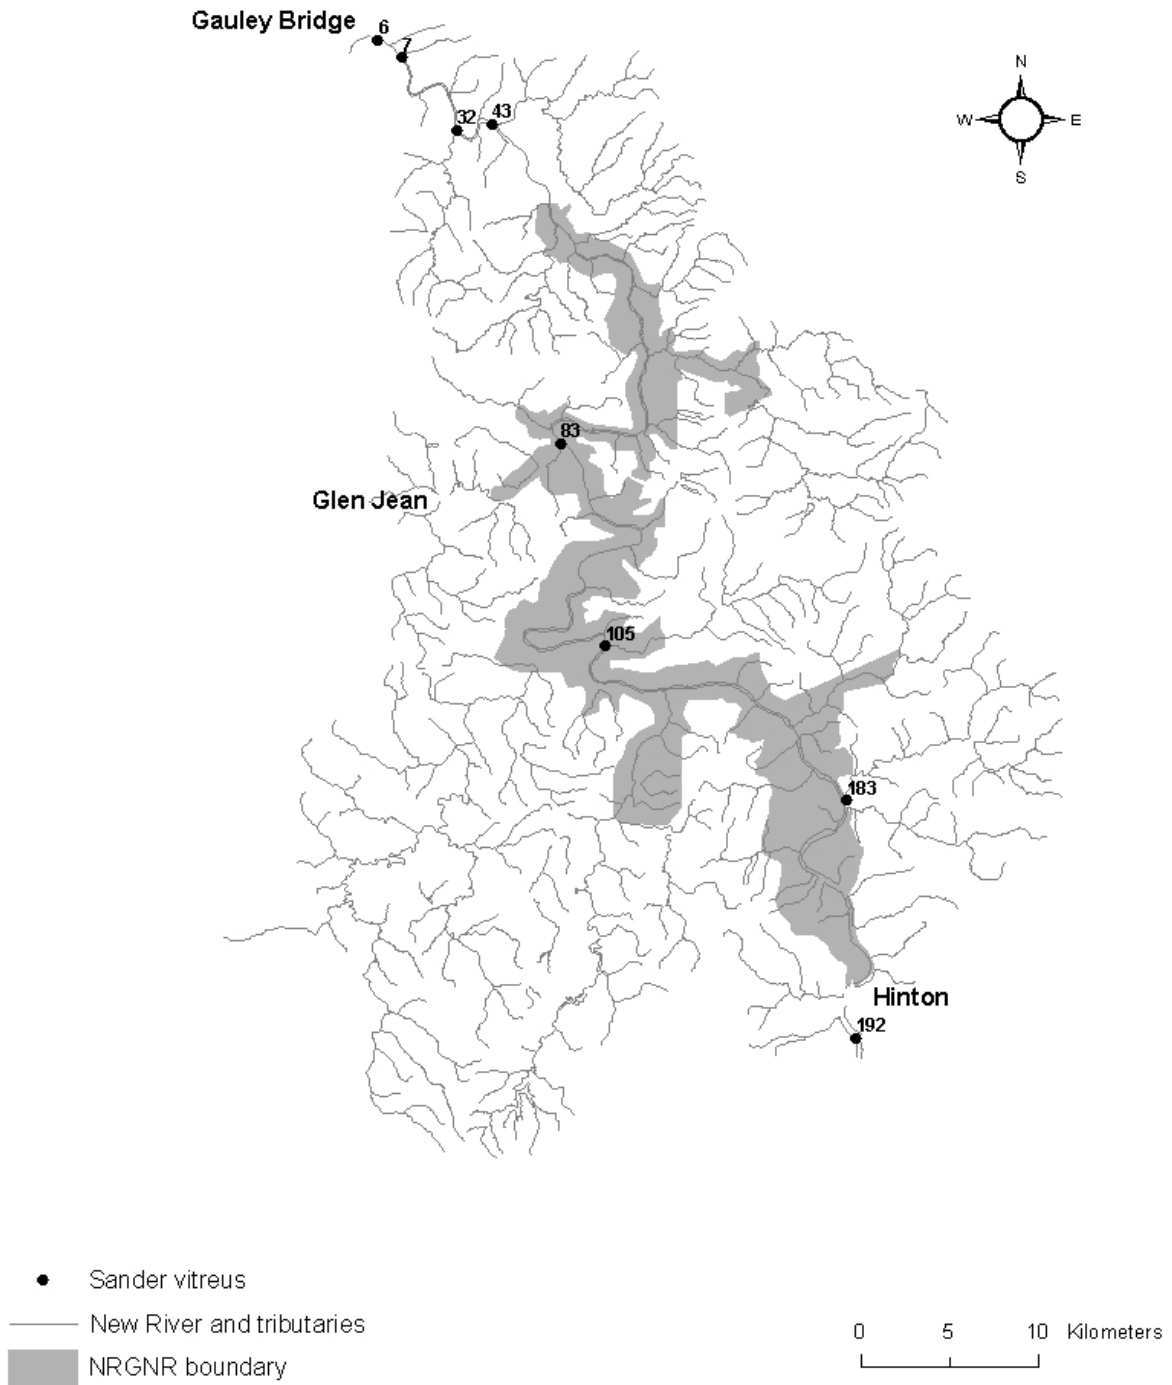 Gauley Bridge
6
7
N
W E
S
32
43
83
Glen Jean
105
183
Hinton
192
Sander vitreus
New River and tributaries
NRGNR boundary
0 5 10 Kilometers